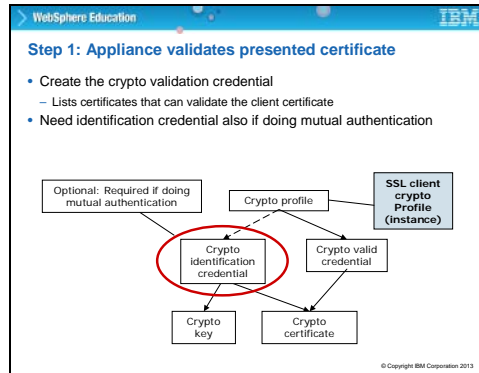 WebSphere Education
IBM
Step 1: Appliance validates presented certificate
• Create the crypto validation credential
– Lists certificates that can validate the client certificate
• Need identification credential also if doing mutual authentication
Optional: Required if doing
mutual authentication
Crypto profile
SSL client
crypto
Profile
(instance)
Crypto
identification
credential
Crypto valid
credential
Crypto
key
Crypto
certificate
© Copyright IBM Corporation 2013